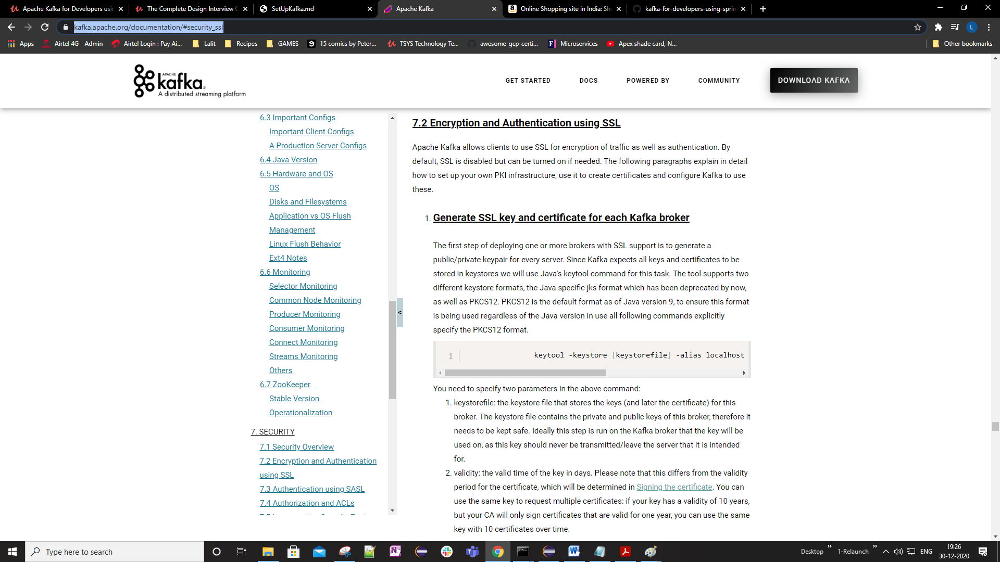 Apache Kafka for Developers usin
The Complete Design Interview C
SetUpKafka.md
Apache Kafka
Online Shopping site in India: Sh
kafka-for-developers-using-sprin
kafka.apache.org/documentation/#security_ssl
L
Apps
Airtel 4G - Admin
Airtel Login : Pay Ai...
Lalit
Recipes
GAMES
15 comics by Peter...
TSYS Technology Te...
awesome-gcp-certi...
Microservices
Apex shade card, N...
Other bookmarks
APACHE
kafka®
A distributed streaming platform
GET STARTED
DOCS
POWERED BY
COMMUNITY
DOWNLOAD KAFKA
6.3 Important Configs
Important Client Configs
A Production Server Configs
6.4 Java Version
6.5 Hardware and OS
OS
Disks and Filesystems
Application vs OS Flush
Management
Linux Flush Behavior
Ext4 Notes
6.6 Monitoring
Selector Monitoring
Common Node Monitoring
Producer Monitoring
Consumer Monitoring
Connect Monitoring
Streams Monitoring
Others
6.7 ZooKeeper
Stable Version
Operationalization
7. SECURITY
7.1 Security Overview
7.2 Encryption and Authentication
using SSL
7.3 Authentication using SASL
7.4 Authorization and ACLs
<
7.2 Encryption and Authentication using SSL
Apache Kafka allows clients to use SSL for encryption of traffic as well as authentication. By
default, SSL is disabled but can be turned on if needed. The following paragraphs explain in detail
how to set up your own PKI infrastructure, use it to create certificates and configure Kafka to use
these.
1. Generate SSL key and certificate for each Kafka broker
The first step of deploying one or more brokers with SSL support is to generate a
public/private keypair for every server. Since Kafka expects all keys and certificates to be
stored in keystores we will use Java's keytool command for this task. The tool supports two
different keystore formats, the Java specific jks format which has been deprecated by now,
as well as PKCS12. PKCS12 is the default format as of Java version 9, to ensure this format
is being used regardless of the Java version in use all following commands explicitly
specify the PKCS12 format.
1 keytool -keystore {keystorefile} -alias localhost
You need to specify two parameters in the above command:
1. keystorefile: the keystore file that stores the keys (and later the certificate) for this
broker. The keystore file contains the private and public keys of this broker, therefore it
needs to be kept safe. Ideally this step is run on the Kafka broker that the key will be
used on, as this key should never be transmitted/leave the server that it is intended
for.
2. validity: the valid time of the key in days. Please note that this differs from the validity
period for the certificate, which will be determined in Signing the certificate. You can
use the same key to request multiple certificates: if your key has a validity of 10 years,
but your CA will only sign certificates that are valid for one year, you can use the same
key with 10 certificates over time.
Type here to search
Desktop
1-Relaunch
ENG
19:26
30-12-2020